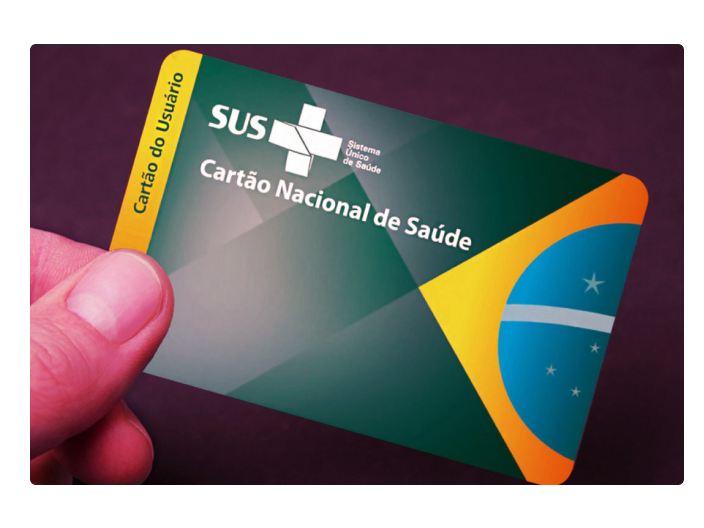 Cartão do Usuário
SUS
Sistema
Único
de Saúde
Cartão Nacional de Saúde